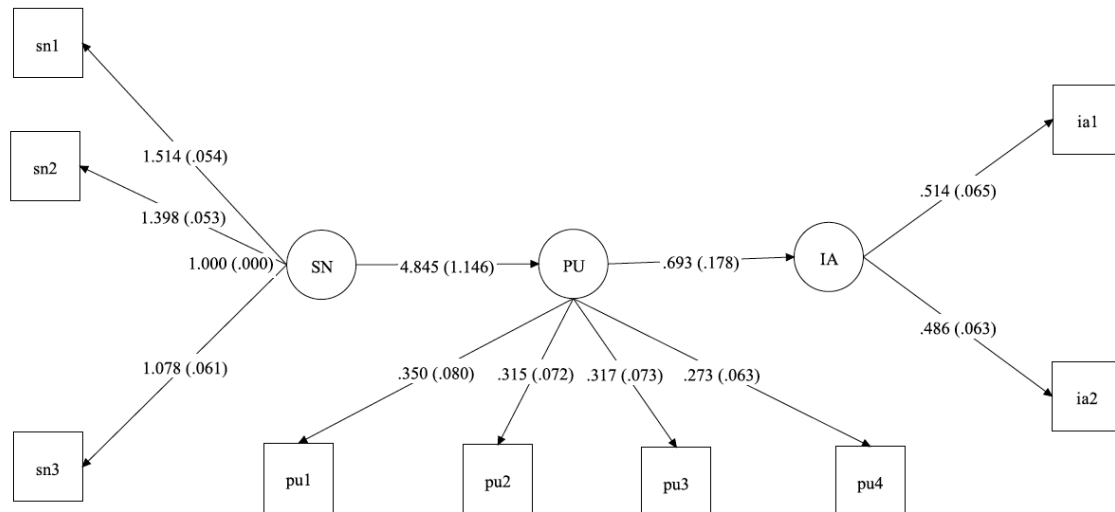 sn1
ia1
1.514 (.054)
sn2
.514 (.065)
1.398 (.053)
1.000 (.000)
SN
4.845 (1.146)
PU
.693 (.178)
IA
.486 (.063)
1.078 (.061)
.350 (.080)
.315 (.072)
.317 (.073)
.273 (.063)
ia2
sn3
pu1
pu2
pu3
pu4